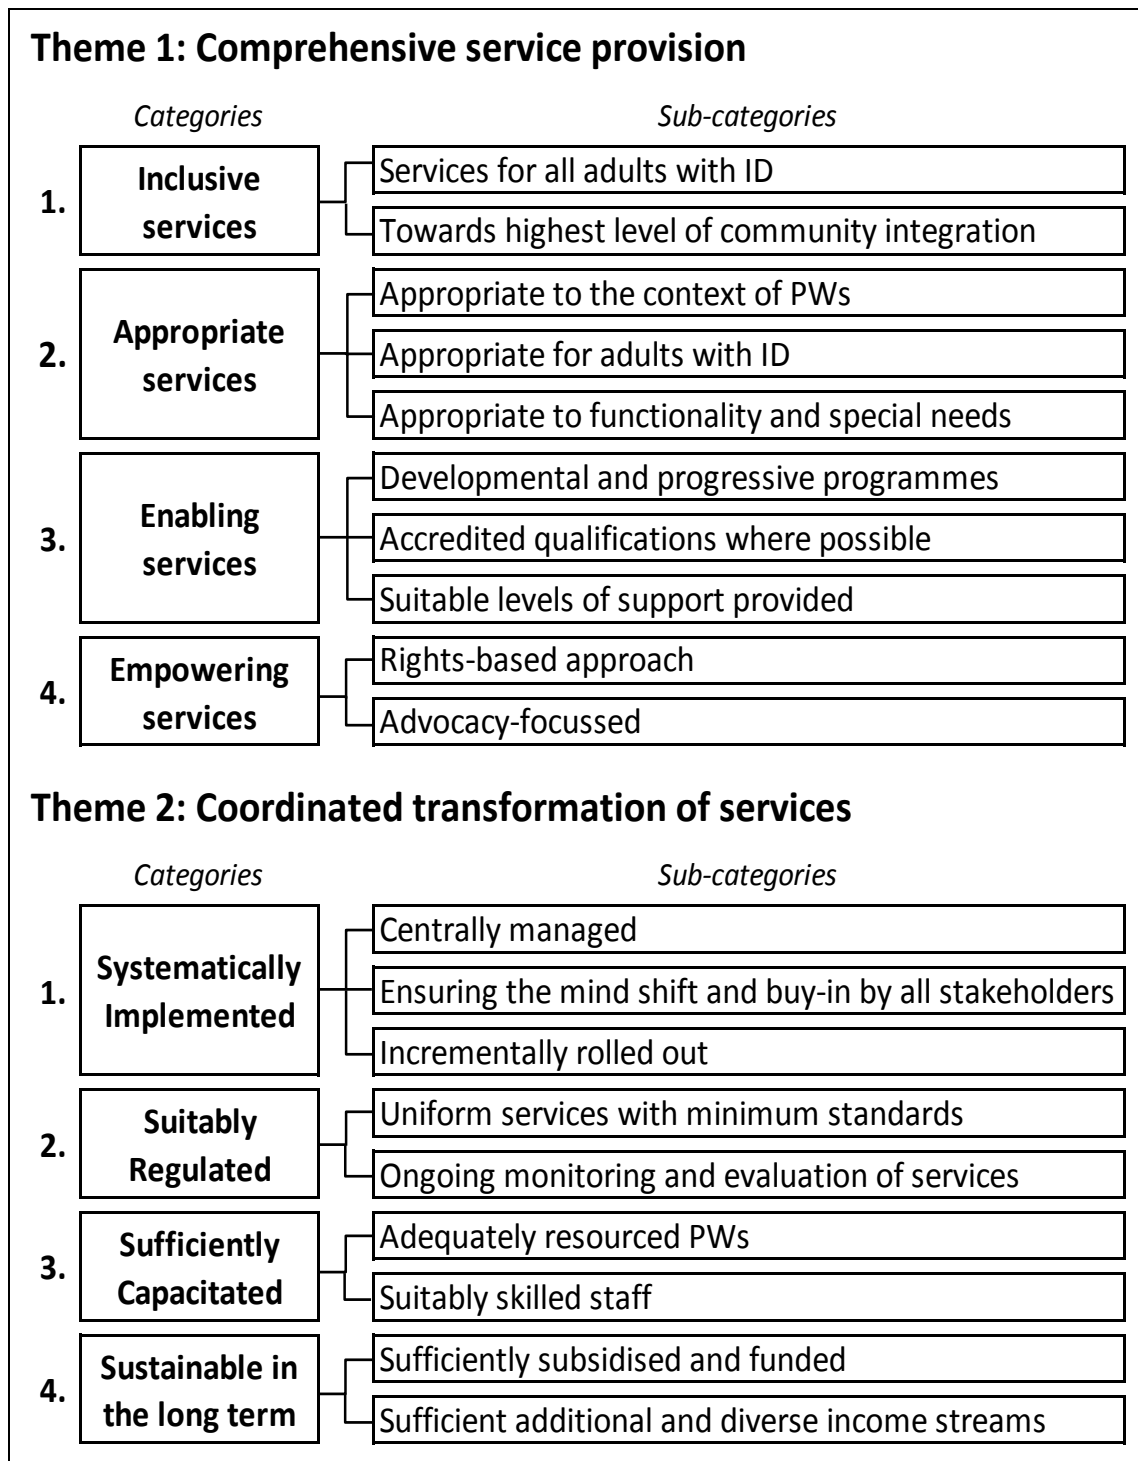 Theme 1: Comprehensive service provision
Categories
Sub-categories
1.
Inclusive
services
Services for all adults with ID
Towards highest level of community integration
2.
Appropriate
services
Appropriate to the context of PWs
Appropriate for adults with ID
Appropriate to functionality and special needs
3.
Enabling
services
Developmental and progressive programmes
Accredited qualifications where possible
Suitable levels of support provided
4.
Empowering
services
Rights-based approach
Advocacy-focussed
Theme 2: Coordinated transformation of services
Categories
Sub-categories
1.
Systematically
Implemented
Centrally managed
Ensuring the mind shift and buy-in by all stakeholders
Incrementally rolled out
2.
Suitably
Regulated
Uniform services with minimum standards
Ongoing monitoring and evaluation of services
3.
Sufficiently
Capacitated
Adequately resourced PWs
Suitably skilled staff
4.
Sustainable in
the long term
Sufficiently subsidised and funded
Sufficient additional and diverse income streams